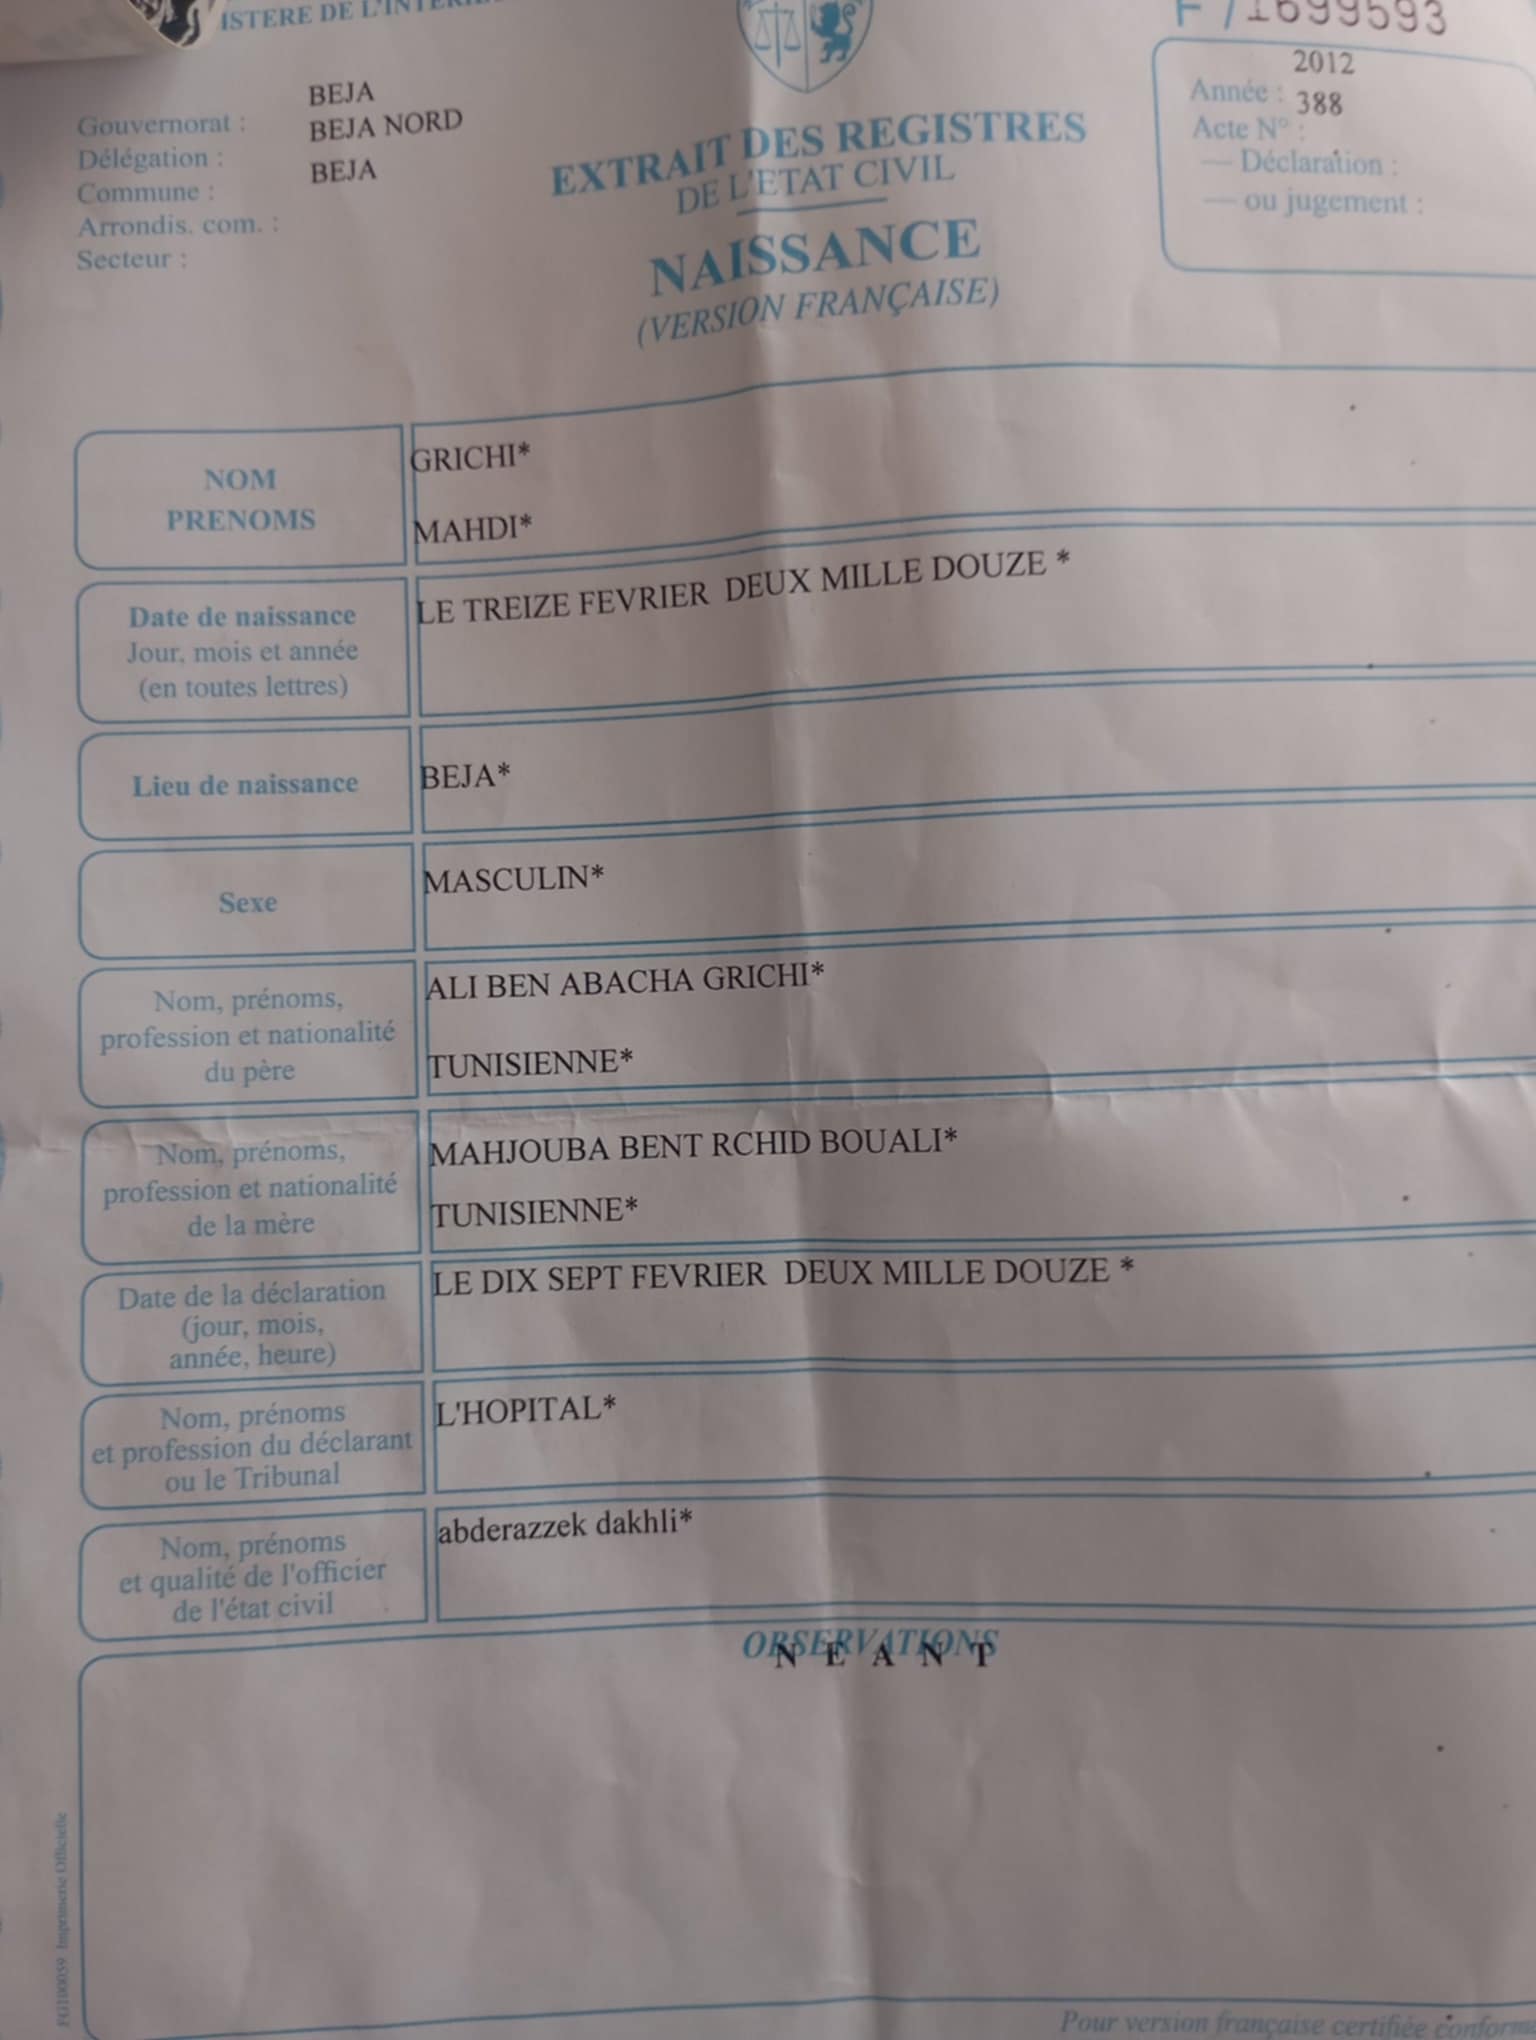 ISTERE DE L'INTER
F/1699593
Gouvernorat : BEJA
Délégation : BEJA NORD
Commune : BEJA
Arrondis. com. :
Secteur :
EXTRAIT DES REGISTRES
DE L'ETAT CIVIL
NAISSANCE
(VERSION FRANÇAISE)
Année : 2012
Acte N° : 388
— Déclaration :
— ou jugement :
NOM
PRENOMS
GRICHI*
MAHDI*
Date de naissance
Jour, mois et année
(en toutes lettres)
LE TREIZE FEVRIER DEUX MILLE DOUZE *
Lieu de naissance
BEJA*
Sexe
MASCULIN*
Nom, prénoms,
profession et nationalité
du père
ALI BEN ABACHA GRICHI*
TUNISIENNE*
Nom, prénoms,
profession et nationalité
de la mère
MAHJOUBA BENT RCHID BOUALI*
TUNISIENNE*
Date de la déclaration
(jour, mois,
année, heure)
LE DIX SEPT FEVRIER DEUX MILLE DOUZE *
Nom, prénoms
et profession du déclarant
ou le Tribunal
L'HOPITAL*
Nom, prénoms
et qualité de l'officier
de l'état civil
abderazzek dakhli*
OBSERVATIONS
N E A N T
FG100059 Imprimerie Officielle
Pour version française certifiée conform